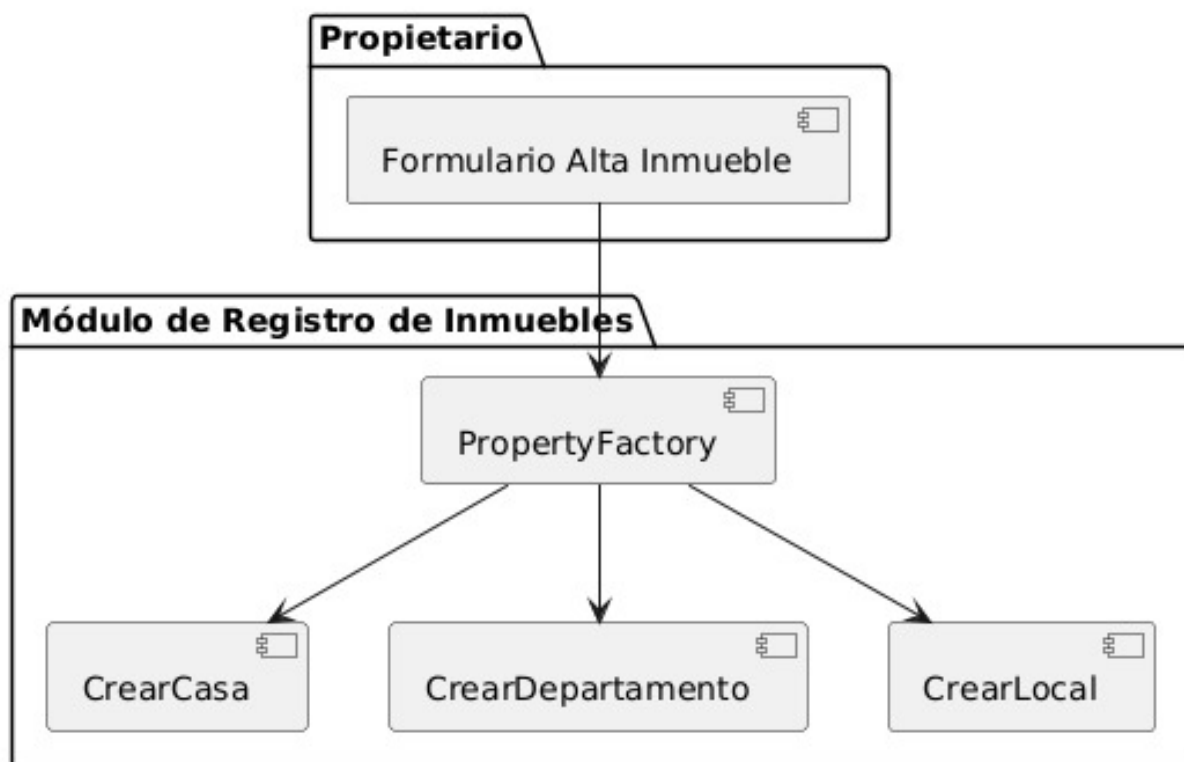 Propietario
Formulario Alta Inmueble
Módulo de Registro de Inmuebles
PropertyFactory
CrearCasa
CrearDepartamento
CrearLocal